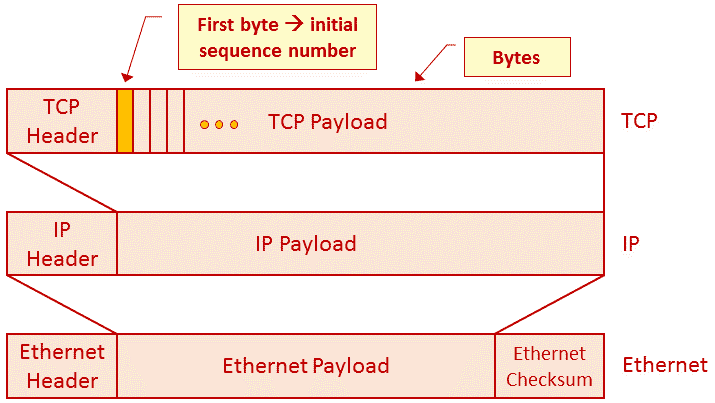 First byte → initial
sequence number
Bytes
TCP
Header
TCP Payload
TCP
IP
Header
IP Payload
IP
Ethernet
Header
Ethernet Payload
Ethernet
Checksum
Ethernet